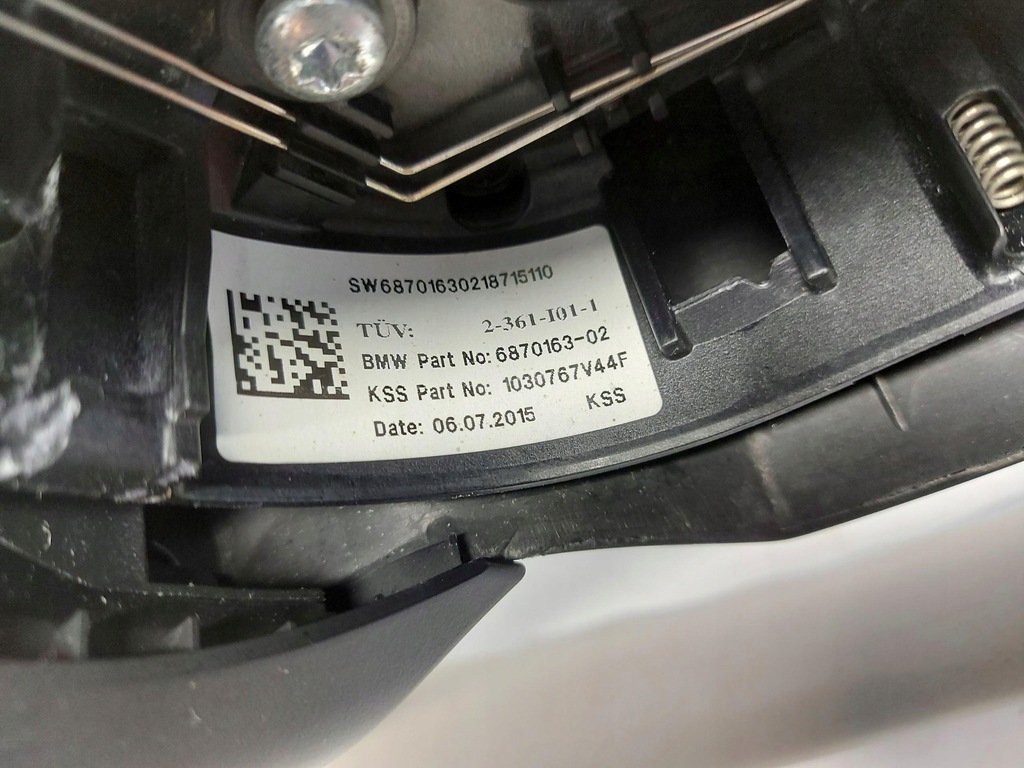 SW68701630218715110
TÜV: 2-361-I01-1
BMW Part No: 6870163-02
KSS Part No: 1030767V44F
Date: 06.07.2015 KSS